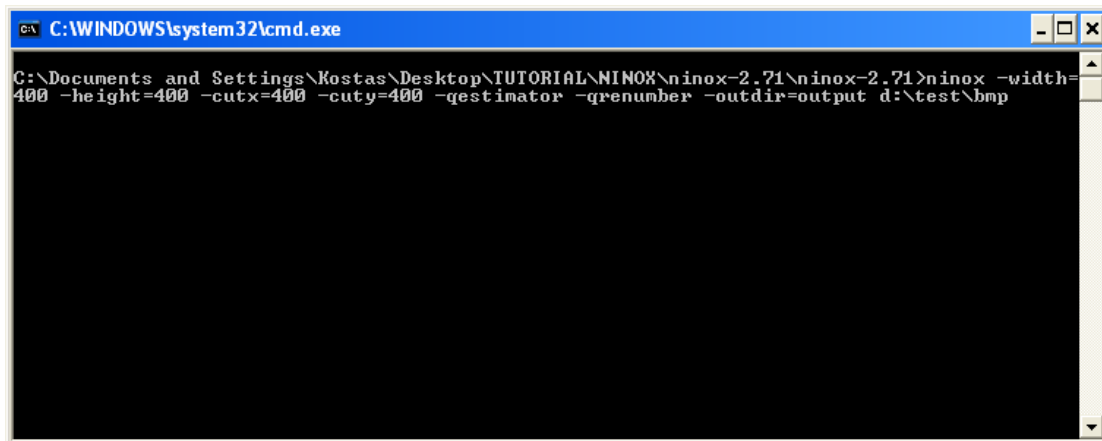 C:\WINDOWS\system32\cmd.exe
C:\Documents and Settings\Kostas\Desktop\TUTORIAL\NINOX\ninox-2.71\ninox-2.71>ninox -width=
400 -height=400 -cutx=400 -cuty=400 -qestimator -qrenumber -outdir=output d:\test\bmp